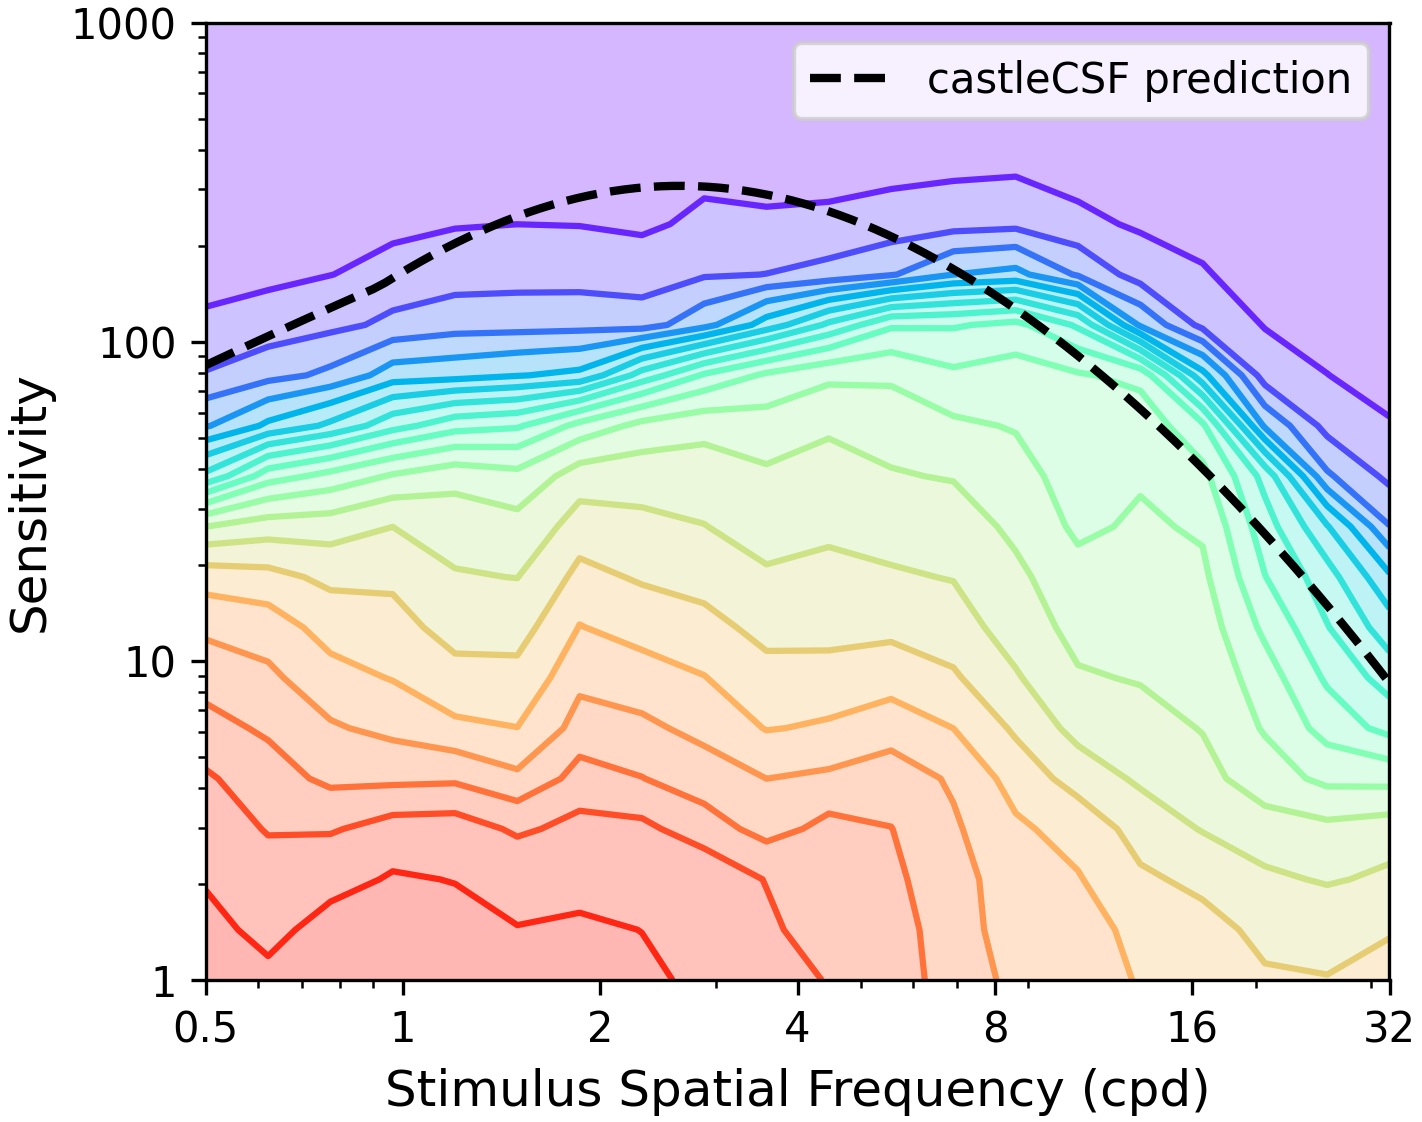 1000
castleCSF prediction
100
Sensitivity
10
1
0.5 1 2 4 8 16 32
Stimulus Spatial Frequency (cpd)